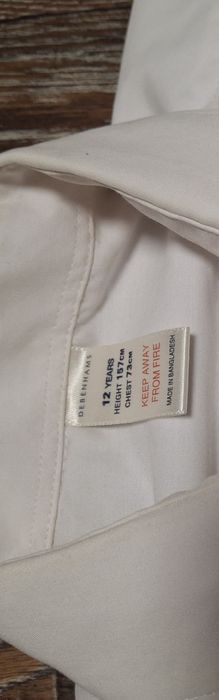 DEBENHAMS
12 YEARS
HEIGHT 157CM
CHEST 73CM
KEEP AWAY
FROM FIRE
MADE IN BANGLADESH